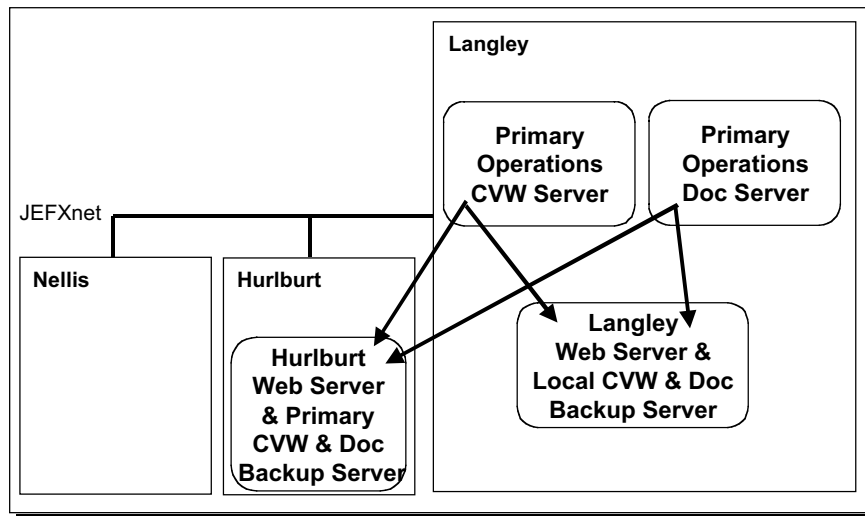 Langley
Primary
Operations
CVW Server
Primary
Operations
Doc Server
JEFXnet
Nellis
Hurlburt
Hurlburt
Web Server
& Primary
CVW & Doc
Backup Server
Langley
Web Server &
Local CVW & Doc
Backup Server